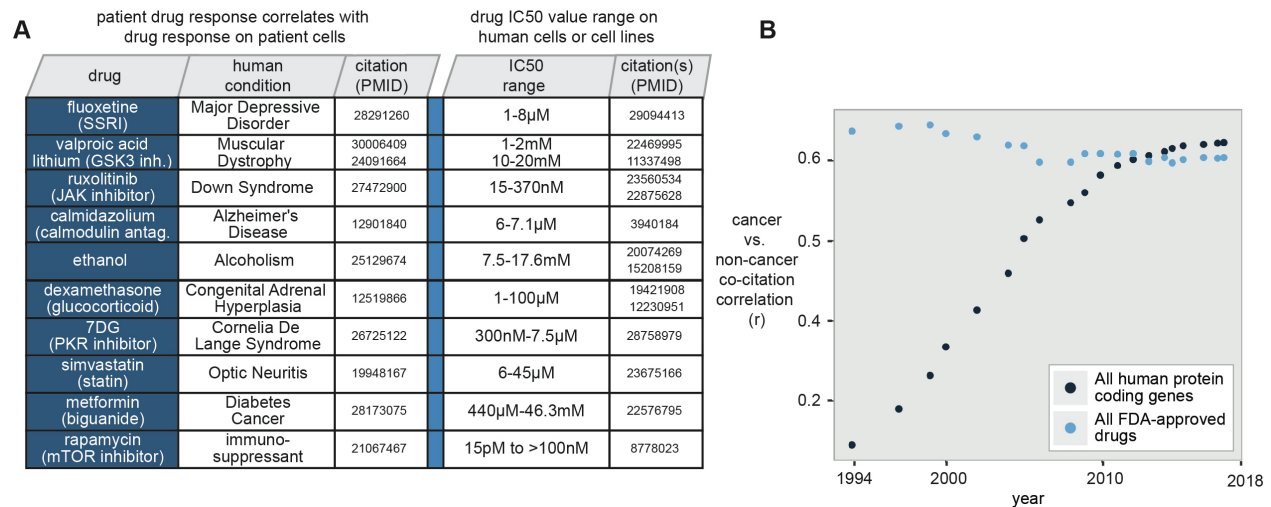 A
patient drug response correlates with
drug response on patient cells
drug IC50 value range on
human cells or cell lines
drug
human
condition
citation
(PMID)
IC50
range
citation(s)
(PMID)
fluoxetine
(SSRI)
Major Depressive
Disorder
28291260
1-8µM
29094413
valproic acid
lithium (GSK3 inh.)
Muscular
Dystrophy
30006409
24091664
1-2mM
10-20mM
22469995
11337498
ruxolitinib
(JAK inhibitor)
Down Syndrome
27472900
15-370nM
23560534
22875628
calmidazolium
(calmodulin antag.
Alzheimer's
Disease
12901840
6-7.1µM
3940184
ethanol
Alcoholism
25129674
7.5-17.6mM
20074269
15208159
dexamethasone
(glucocorticoid)
Congenital Adrenal
Hyperplasia
12519866
1-100µM
19421908
12230951
7DG
(PKR inhibitor)
Cornelia De
Lange Syndrome
26725122
300nM-7.5µM
28758979
simvastatin
(statin)
Optic Neuritis
19948167
6-45µM
23675166
metformin
(biguanide)
Diabetes
Cancer
28173075
440µM-46.3mM
22576795
rapamycin
(mTOR inhibitor)
immuno-
suppressant
21067467
15pM to >100nM
8778023
B
cancer
vs.
non-cancer
co-citation
correlation
(r)
0.6
0.5
0.4
0.2
All human protein
coding genes
All FDA-approved
drugs
1994
2000
2010
2018
year